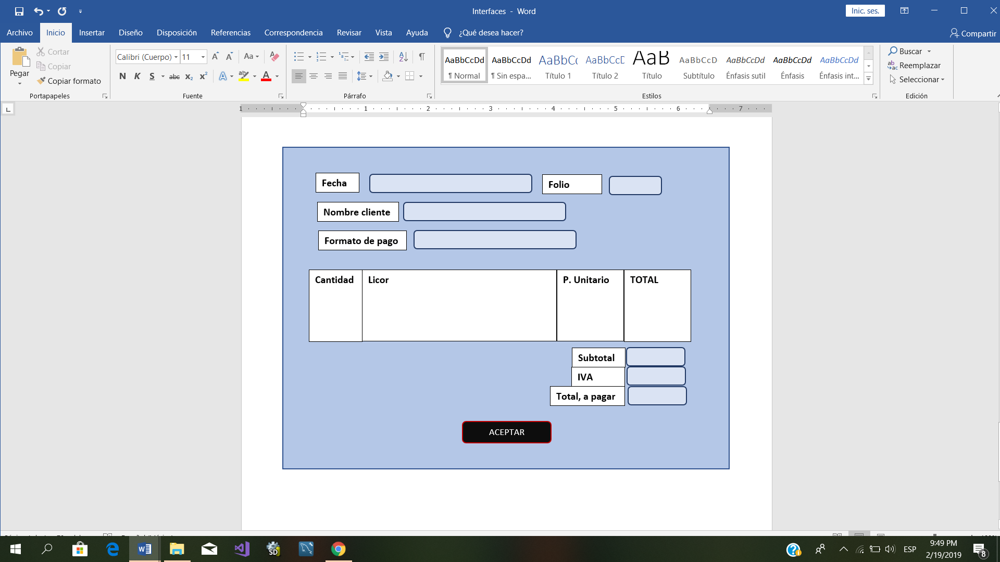 Interfaces - Word
Inic. ses.
Archivo Inicio Insertar Diseño Disposición Referencias Correspondencia Revisar Vista Ayuda ¿Qué desea hacer? Compartir
Pegar
Cortar
Copiar
Copiar formato
Portapapeles
Calibri (Cuerpo) 11
Aa
N K S abc x₂ x²
Fuente
Párrafo
AaBbCcDd AaBbCcDd AaBbCc AaBbCcD AaB AaBbCcD AaBbCcDd AaBbCcDd AaBbCcDd
¶ Normal ¶ Sin espa... Título 1 Título 2 Título Subtítulo Énfasis sutil Énfasis Énfasis int...
Estilos
Buscar
Reemplazar
Seleccionar
Edición
1 1 2 3 4 5 6 7
Fecha Folio
Nombre cliente
Formato de pago
Cantidad Licor P. Unitario TOTAL
Subtotal
IVA
Total, a pagar
ACEPTAR
ESP
9:49 PM
2/19/2019
8